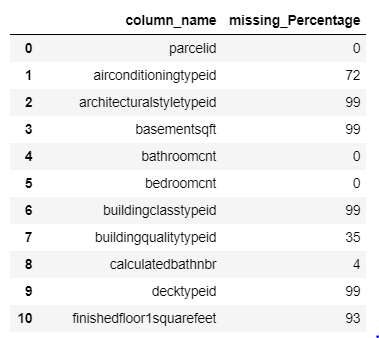 column_name missing_Percentage
0 parcelid 0
1 airconditioningtypeid 72
2 architecturalstyletypeid 99
3 basementsqft 99
4 bathroomcnt 0
5 bedroomcnt 0
6 buildingclasstypeid 99
7 buildingqualitytypeid 35
8 calculatedbathnbr 4
9 decktypeid 99
10 finishedfloor1squarefeet 93